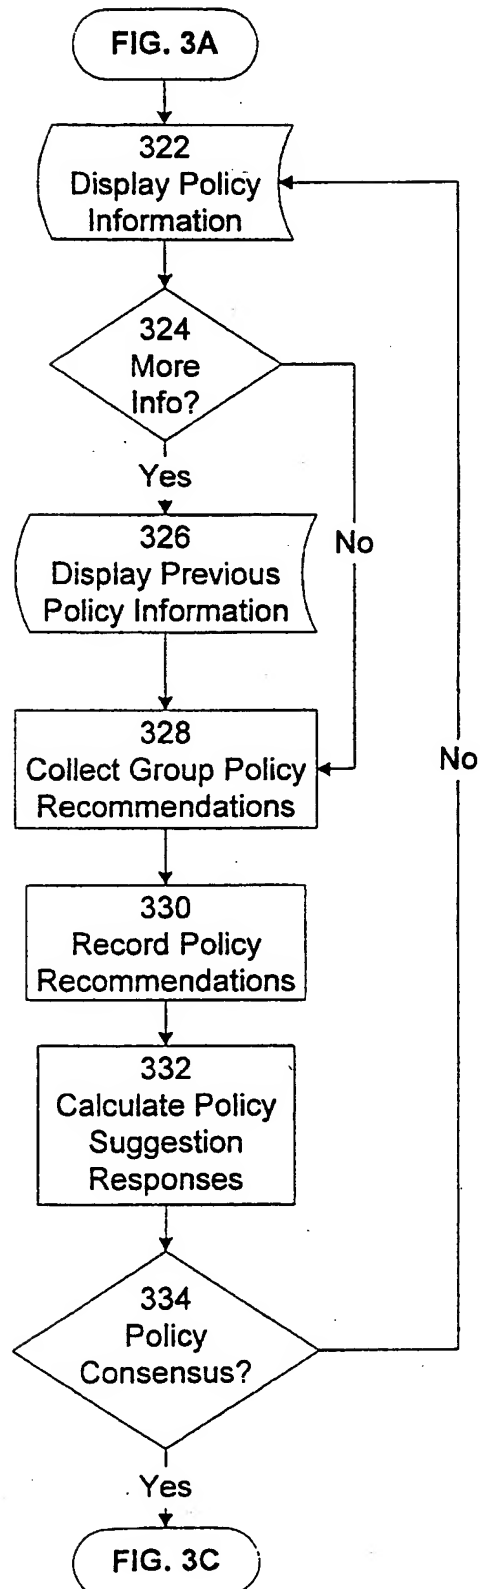 FIG. 3A
322
Display Policy
Information
324
More
Info?
Yes
No
326
Display Previous
Policy Information
328
Collect Group Policy
Recommendations
No
330
Record Policy
Recommendations
332
Calculate Policy
Suggestion
Responses
334
Policy
Consensus?
Yes
FIG. 3C